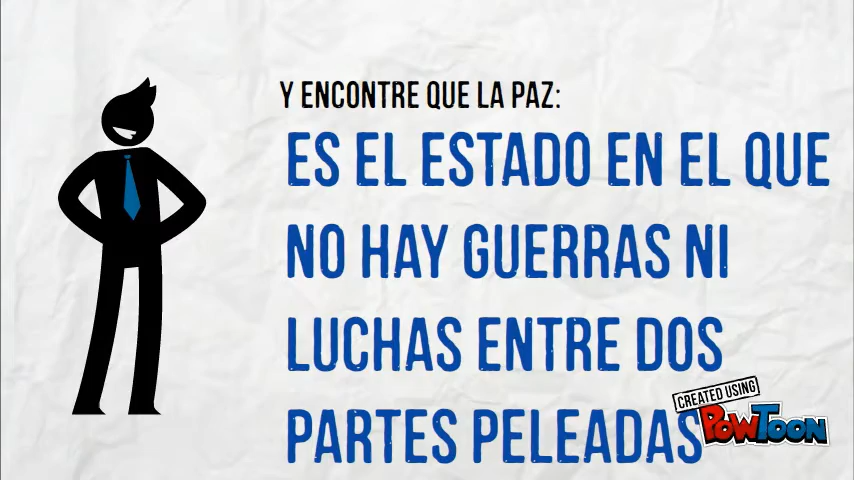 Y ENCONTRE QUE LA PAZ:
ES EL ESTADO EN EL QUE
NO HAY GUERRAS NI
LUCHAS ENTRE DOS
PARTES PELEADAS
CREATED USING
POWTOON